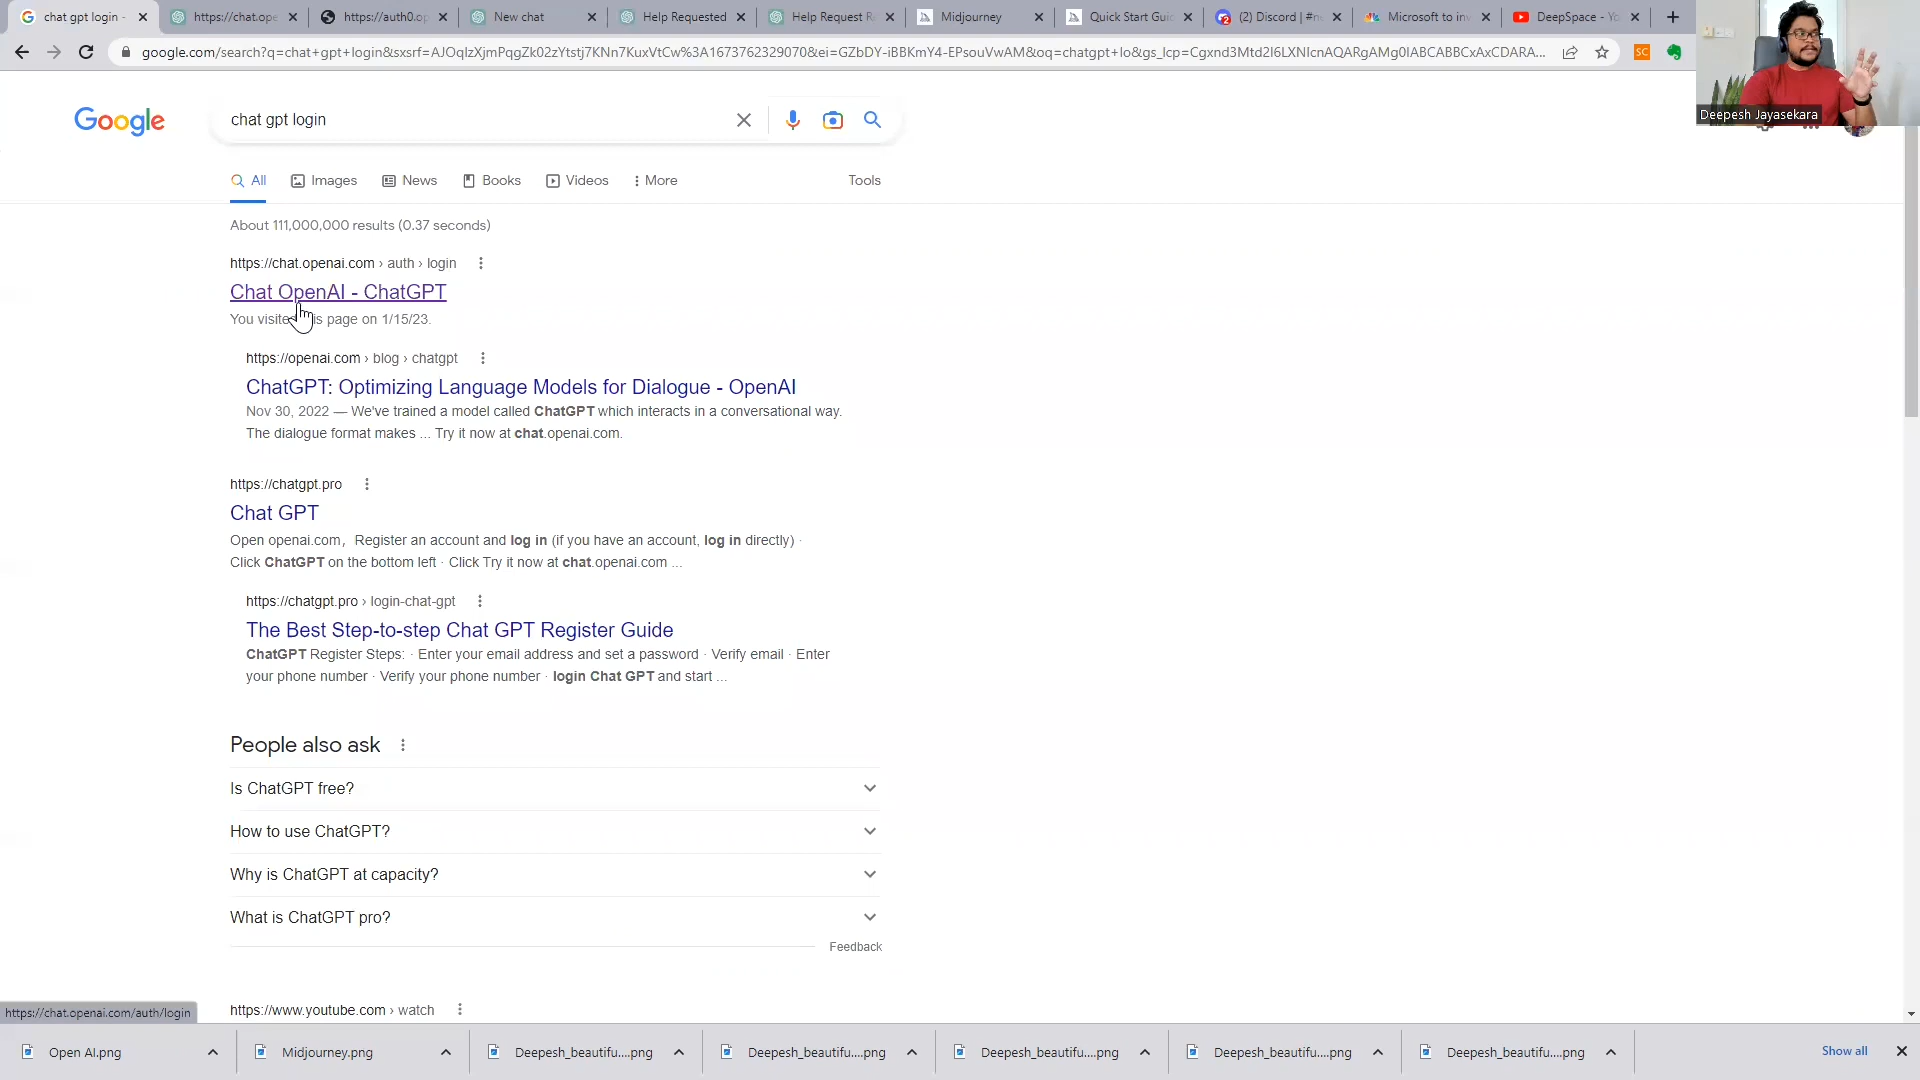 chat gpt login -
https://chat.ope
https://auth0.op
New chat
Help Requested
Help Request R
Midjourney
Quick Start Gui
(2) Discord | #n
Microsoft to inv
DeepSpace - Yo
google.com/search?q=chat+gpt+login&sxsrf=AJOqlzXjmPqgZk02zYtstj7KNn7KuxVtCw%3A1673762329070&ei=GZbDY-iBBKmY4-EPsouVwAM&oq=chatgpt+lo&gs_lcp=Cgxnd3Mtd2l6LXNlcnAQARgAMg0IABCABBCxAxCDARA...
SC
Deepesh Jayasekara
Google
chat gpt login
All
Images
News
Books
Videos
More
Tools
About 111,000,000 results (0.37 seconds)
https://chat.openai.com › auth › login
Chat OpenAI - ChatGPT
You visite is page on 1/15/23.
https://openai.com › blog › chatgpt
ChatGPT: Optimizing Language Models for Dialogue - OpenAI
Nov 30, 2022 — We've trained a model called ChatGPT which interacts in a conversational way.
The dialogue format makes ... Try it now at chat.openai.com.
https://chatgpt.pro
Chat GPT
Open openai.com，Register an account and log in (if you have an account, log in directly) ·
Click ChatGPT on the bottom left · Click Try it now at chat.openai.com ...
https://chatgpt.pro › login-chat-gpt
The Best Step-to-step Chat GPT Register Guide
ChatGPT Register Steps: · Enter your email address and set a password · Verify email · Enter
your phone number · Verify your phone number · login Chat GPT and start ...
People also ask
Is ChatGPT free?
How to use ChatGPT?
Why is ChatGPT at capacity?
What is ChatGPT pro?
Feedback
https://www.youtube.com › watch
https://chat.openai.com/auth/login
Open AI.png
Midjourney.png
Deepesh_beautifu....png
Deepesh_beautifu....png
Deepesh_beautifu....png
Deepesh_beautifu....png
Deepesh_beautifu....png
Show all